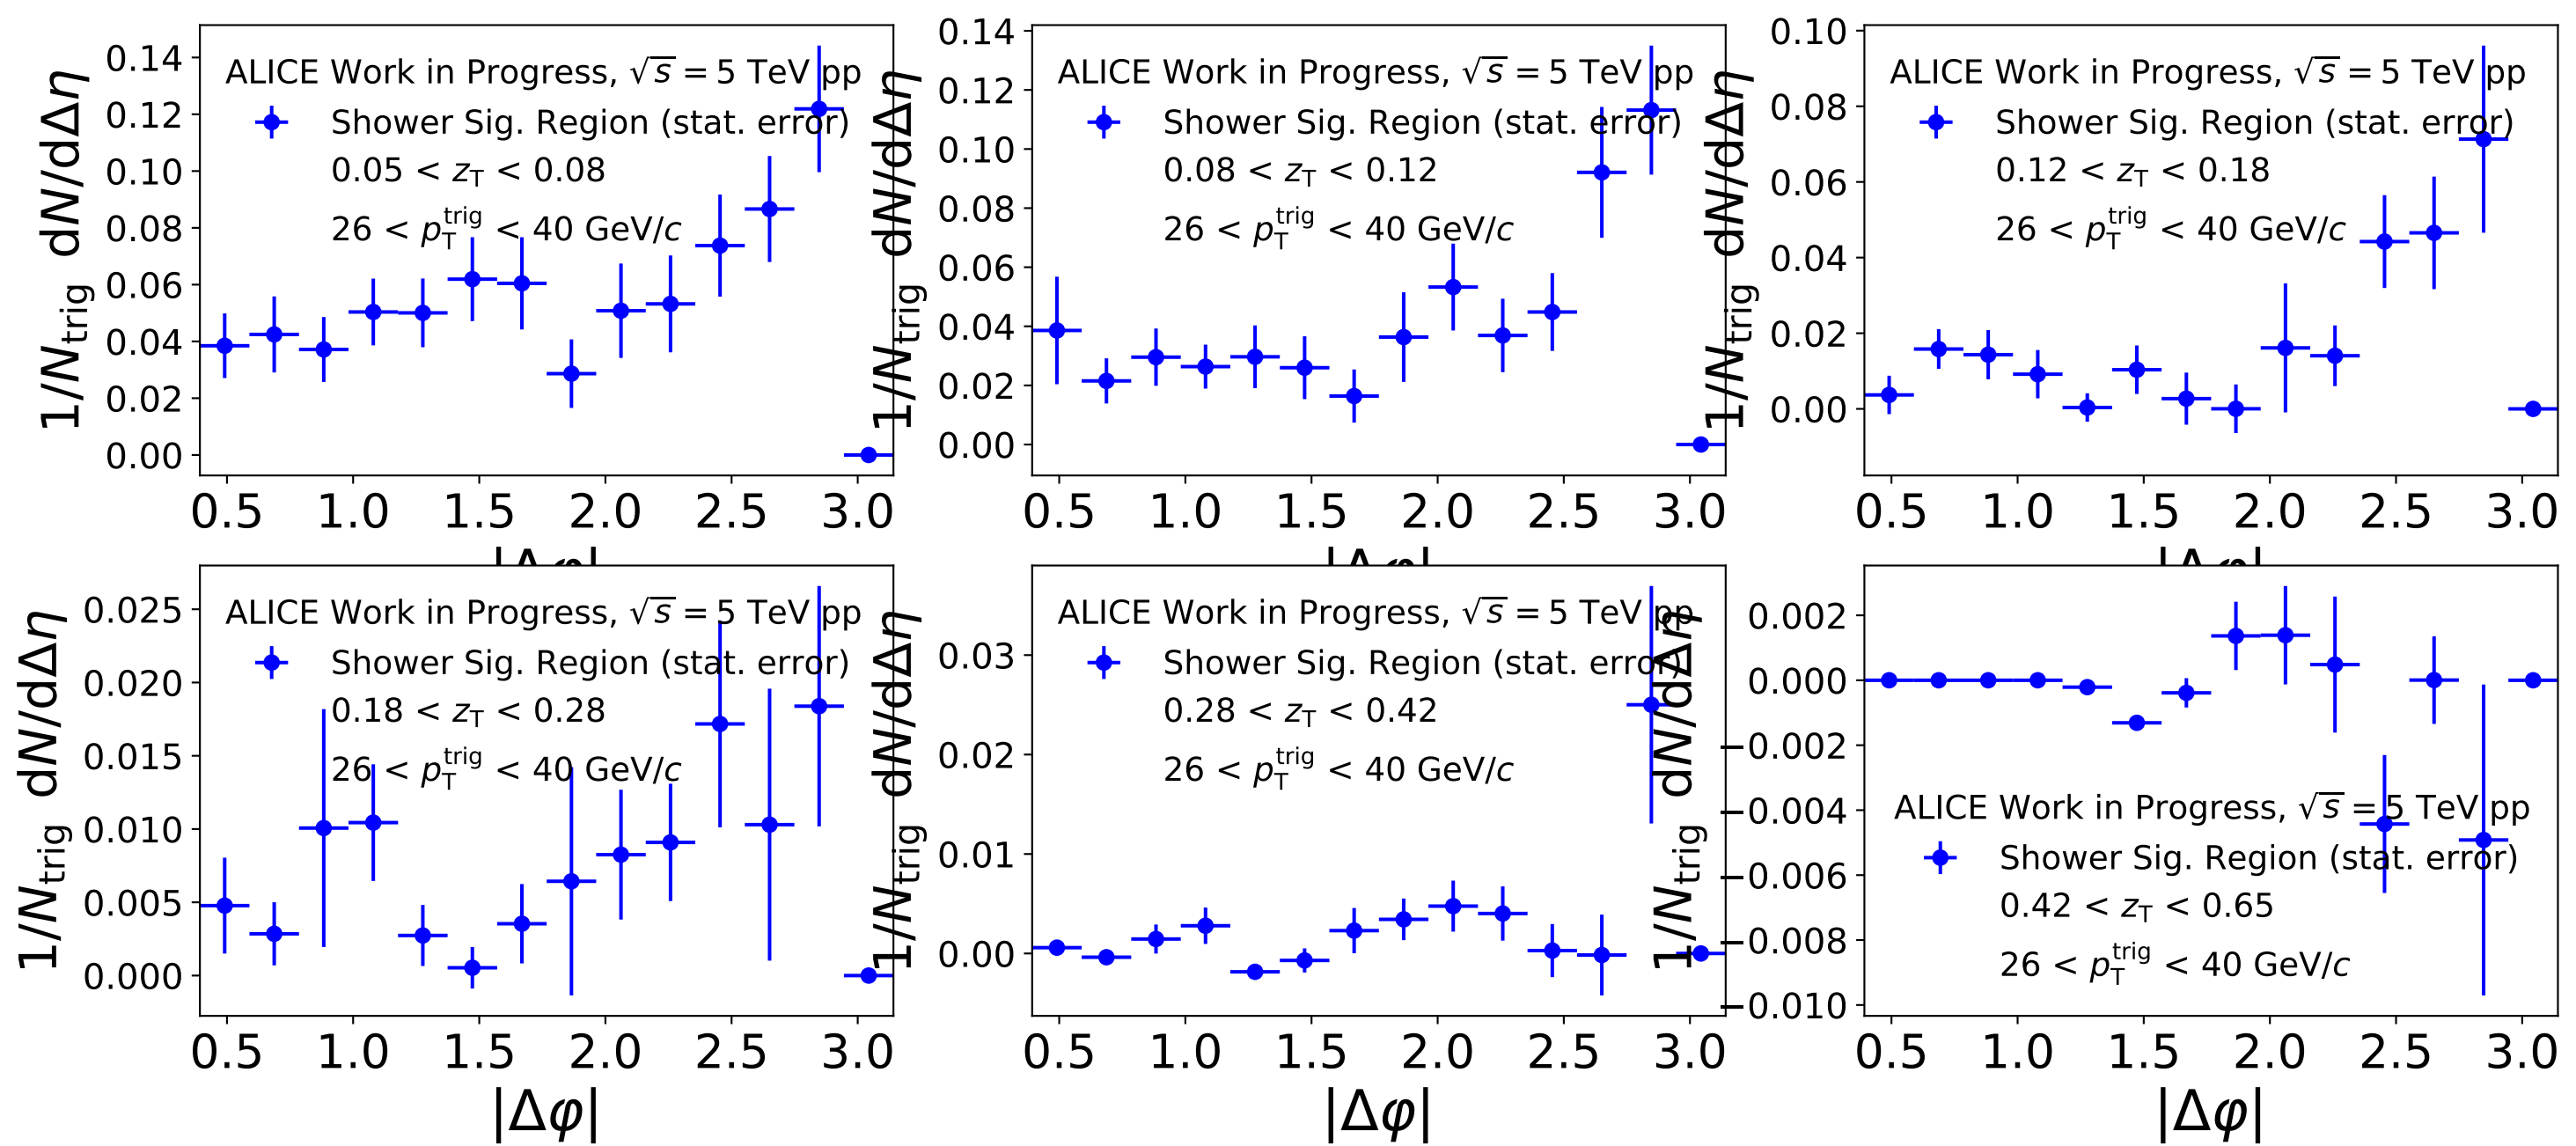 1/N_trig dN/dΔη
0.14
0.12
0.10
0.08
0.06
0.04
0.02
0.00
ALICE Work in Progress, √s = 5 TeV pp
Shower Sig. Region (stat. error)
0.05 < z_T < 0.08
26 < p_T^trig < 40 GeV/c
0.5 1.0 1.5 2.0 2.5 3.0
|Δφ|
1/N_trig dN/dΔη
0.14
0.12
0.10
0.08
0.06
0.04
0.02
0.00
ALICE Work in Progress, √s = 5 TeV pp
Shower Sig. Region (stat. error)
0.08 < z_T < 0.12
26 < p_T^trig < 40 GeV/c
0.5 1.0 1.5 2.0 2.5 3.0
|Δφ|
1/N_trig dN/dΔη
0.10
0.08
0.06
0.04
0.02
0.00
ALICE Work in Progress, √s = 5 TeV pp
Shower Sig. Region (stat. error)
0.12 < z_T < 0.18
26 < p_T^trig < 40 GeV/c
0.5 1.0 1.5 2.0 2.5 3.0
|Δφ|
1/N_trig dN/dΔη
0.025
0.020
0.015
0.010
0.005
0.000
ALICE Work in Progress, √s = 5 TeV pp
Shower Sig. Region (stat. error)
0.18 < z_T < 0.28
26 < p_T^trig < 40 GeV/c
0.5 1.0 1.5 2.0 2.5 3.0
|Δφ|
1/N_trig dN/dΔη
0.03
0.02
0.01
0.00
ALICE Work in Progress, √s = 5 TeV pp
Shower Sig. Region (stat. error)
0.28 < z_T < 0.42
26 < p_T^trig < 40 GeV/c
0.5 1.0 1.5 2.0 2.5 3.0
|Δφ|
1/N_trig dN/dΔη
0.002
0.000
−0.002
−0.004
−0.006
−0.008
−0.010
ALICE Work in Progress, √s = 5 TeV pp
Shower Sig. Region (stat. error)
0.42 < z_T < 0.65
26 < p_T^trig < 40 GeV/c
0.5 1.0 1.5 2.0 2.5 3.0
|Δφ|